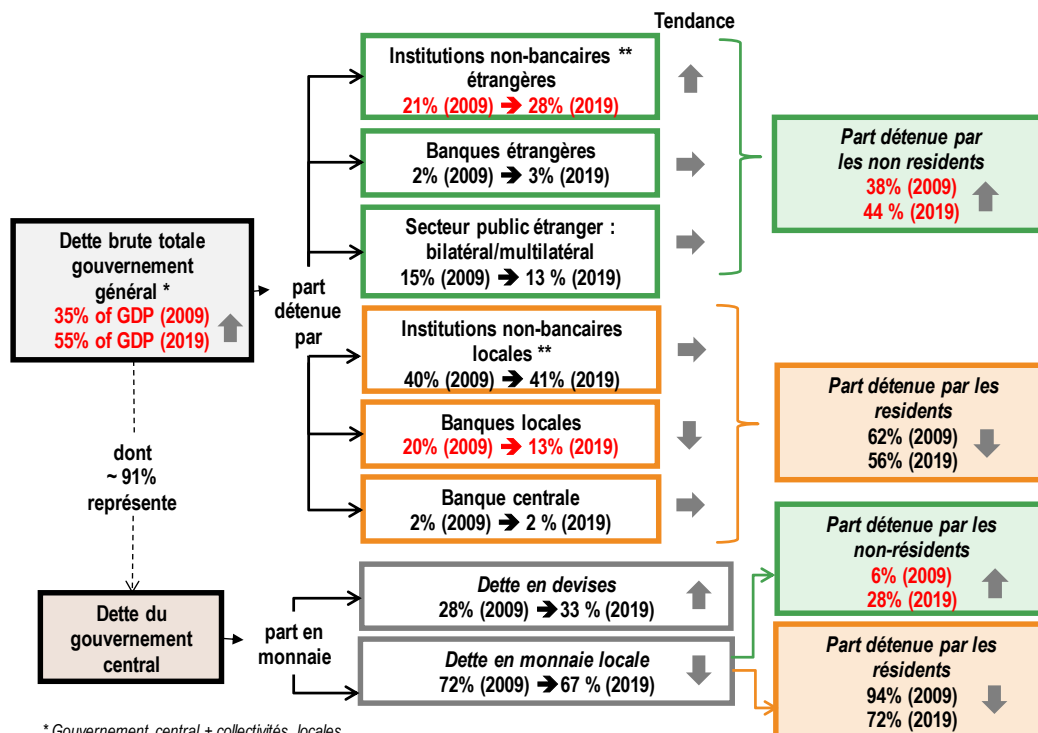 Tendance
Institutions non-bancaires **
étrangères
21% (2009) ➔ 28% (2019)
Banques étrangères
2% (2009) ➔ 3% (2019)
Secteur public étranger :
bilatéral/multilatéral
15% (2009) ➔ 13 % (2019)
Part détenue par
les non residents
38% (2009)
44 % (2019)
Dette brute totale
gouvernement
général *
35% of GDP (2009)
55% of GDP (2019)
part
détenue
par
Institutions non-bancaires
locales **
40% (2009) ➔ 41% (2019)
Banques locales
20% (2009) ➔ 13% (2019)
Banque centrale
2% (2009) ➔ 2 % (2019)
Part détenue par les
residents
62% (2009)
56% (2019)
dont
~ 91%
représente
Dette du
gouvernement
central
part en
monnaie
Dette en devises
28% (2009) ➔ 33 % (2019)
Dette en monnaie locale
72% (2009) ➔ 67 % (2019)
Part détenue par les
non-résidents
6% (2009)
28% (2019)
Part détenue par les
résidents
94% (2009)
72% (2019)
* Gouvernement central + collectivités locales